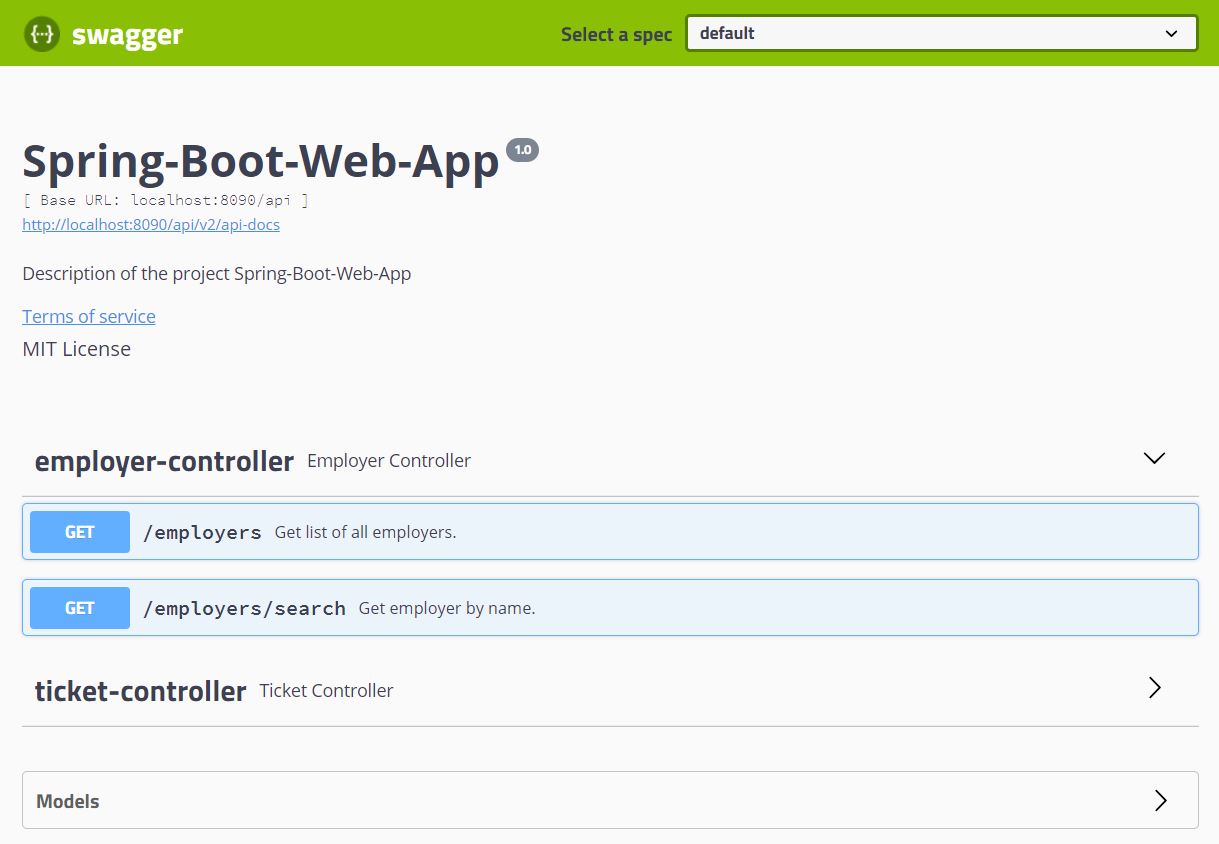 {···} swagger Select a spec default
Spring-Boot-Web-App 1.0
[ Base URL: localhost:8090/api ]
http://localhost:8090/api/v2/api-docs
Description of the project Spring-Boot-Web-App
Terms of service
MIT License
employer-controller Employer Controller
GET /employers Get list of all employers.
GET /employers/search Get employer by name.
ticket-controller Ticket Controller
Models